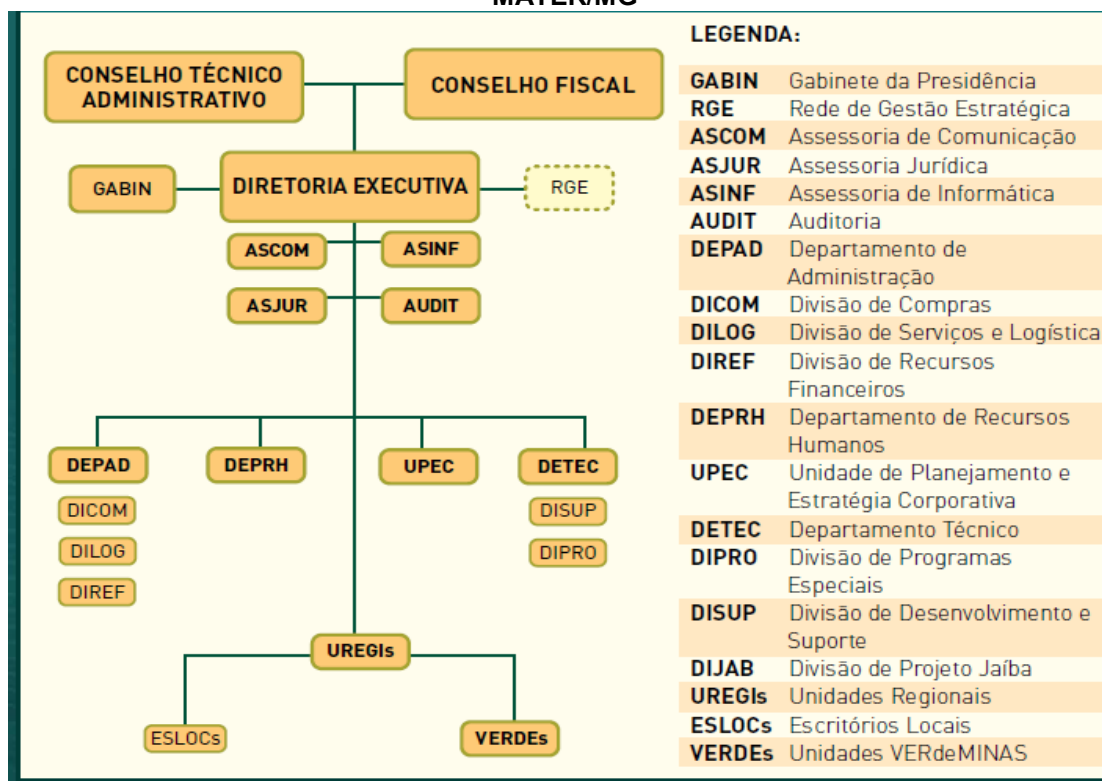 MATER/MG
CONSELHO TÉCNICO
ADMINISTRATIVO
CONSELHO FISCAL
GABIN
DIRETORIA EXECUTIVA
RGE
ASCOM
ASINF
ASJUR
AUDIT
DEPAD
DEPRH
UPEC
DETEC
DICOM
DISUP
DILOG
DIPRO
DIREF
UREGIs
ESLOCs
VERDEs
LEGENDA:
GABIN Gabinete da Presidência
RGE Rede de Gestão Estratégica
ASCOM Assessoria de Comunicação
ASJUR Assessoria Jurídica
ASINF Assessoria de Informática
AUDIT Auditoria
DEPAD Departamento de
Administração
DICOM Divisão de Compras
DILOG Divisão de Serviços e Logística
DIREF Divisão de Recursos
Financeiros
DEPRH Departamento de Recursos
Humanos
UPEC Unidade de Planejamento e
Estratégia Corporativa
DETEC Departamento Técnico
DIPRO Divisão de Programas
Especiais
DISUP Divisão de Desenvolvimento e
Suporte
DIJAB Divisão de Projeto Jaíba
UREGIs Unidades Regionais
ESLOCs Escritórios Locais
VERDEs Unidades VERdeMINAS